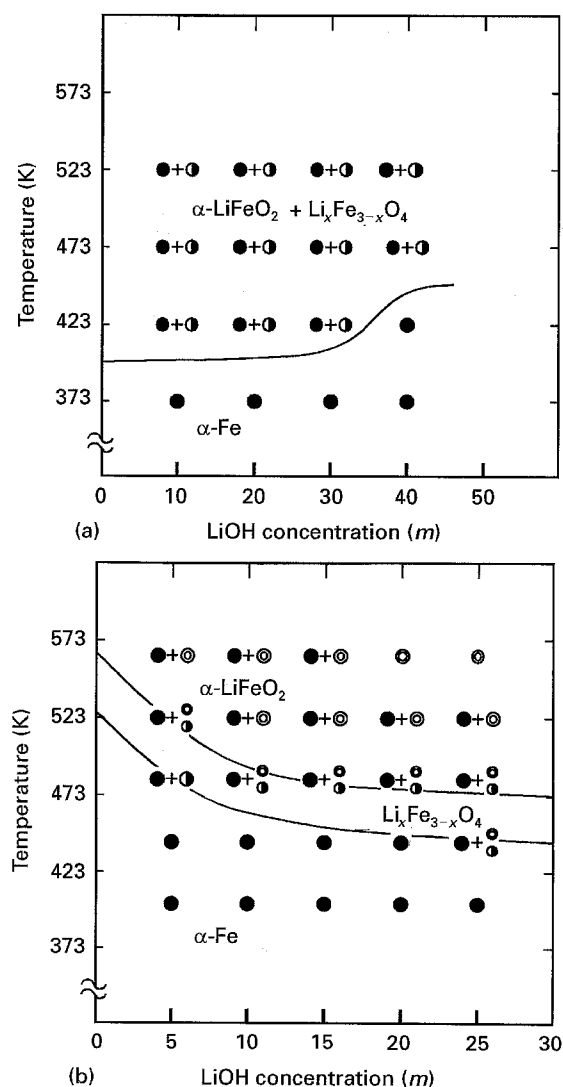 573
523
α-LiFeO₂ + LiₓFe₃₋ₓO₄
473
Temperature (K)
423
373
α-Fe
0 10 20 30 40 50
(a) LiOH concentration (m)
573
α-LiFeO₂
523
473
LiₓFe₃₋ₓO₄
Temperature (K)
423
α-Fe
373
0 5 10 15 20 25 30
(b) LiOH concentration (m)